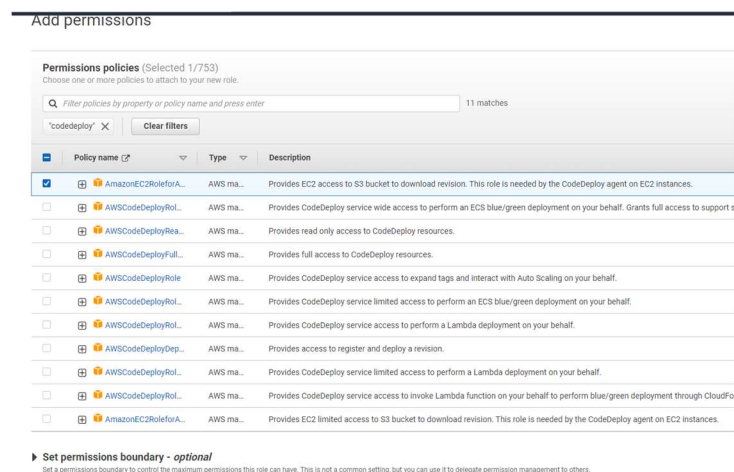 Add permissions
Permissions policies (Selected 1/753)
Choose one or more policies to attach to your new role.
Filter policies by property or policy name and press enter
11 matches
"codedeploy"
Clear filters
Policy name Type Description
AmazonEC2RoleforA... AWS ma... Provides EC2 access to S3 bucket to download revision. This role is needed by the CodeDeploy agent on EC2 instances.
AWSCodeDeployRol... AWS ma... Provides CodeDeploy service wide access to perform an ECS blue/green deployment on your behalf. Grants full access to support s
AWSCodeDeployRea... AWS ma... Provides read only access to CodeDeploy resources.
AWSCodeDeployFull... AWS ma... Provides full access to CodeDeploy resources.
AWSCodeDeployRole AWS ma... Provides CodeDeploy service access to expand tags and interact with Auto Scaling on your behalf.
AWSCodeDeployRol... AWS ma... Provides CodeDeploy service limited access to perform an ECS blue/green deployment on your behalf.
AWSCodeDeployRol... AWS ma... Provides CodeDeploy service access to perform a Lambda deployment on your behalf.
AWSCodeDeployDep... AWS ma... Provides access to register and deploy a revision.
AWSCodeDeployRol... AWS ma... Provides CodeDeploy service limited access to perform a Lambda deployment on your behalf.
AWSCodeDeployRol... AWS ma... Provides CodeDeploy service access to invoke Lambda function on your behalf to perform blue/green deployment through CloudFo
AmazonEC2RoleforA... AWS ma... Provides EC2 limited access to S3 bucket to download revision. This role is needed by the CodeDeploy agent on EC2 instances.
Set permissions boundary - optional
Set a permissions boundary to control the maximum permissions this role can have. This is not a common setting, but you can use it to delegate permission management to others.